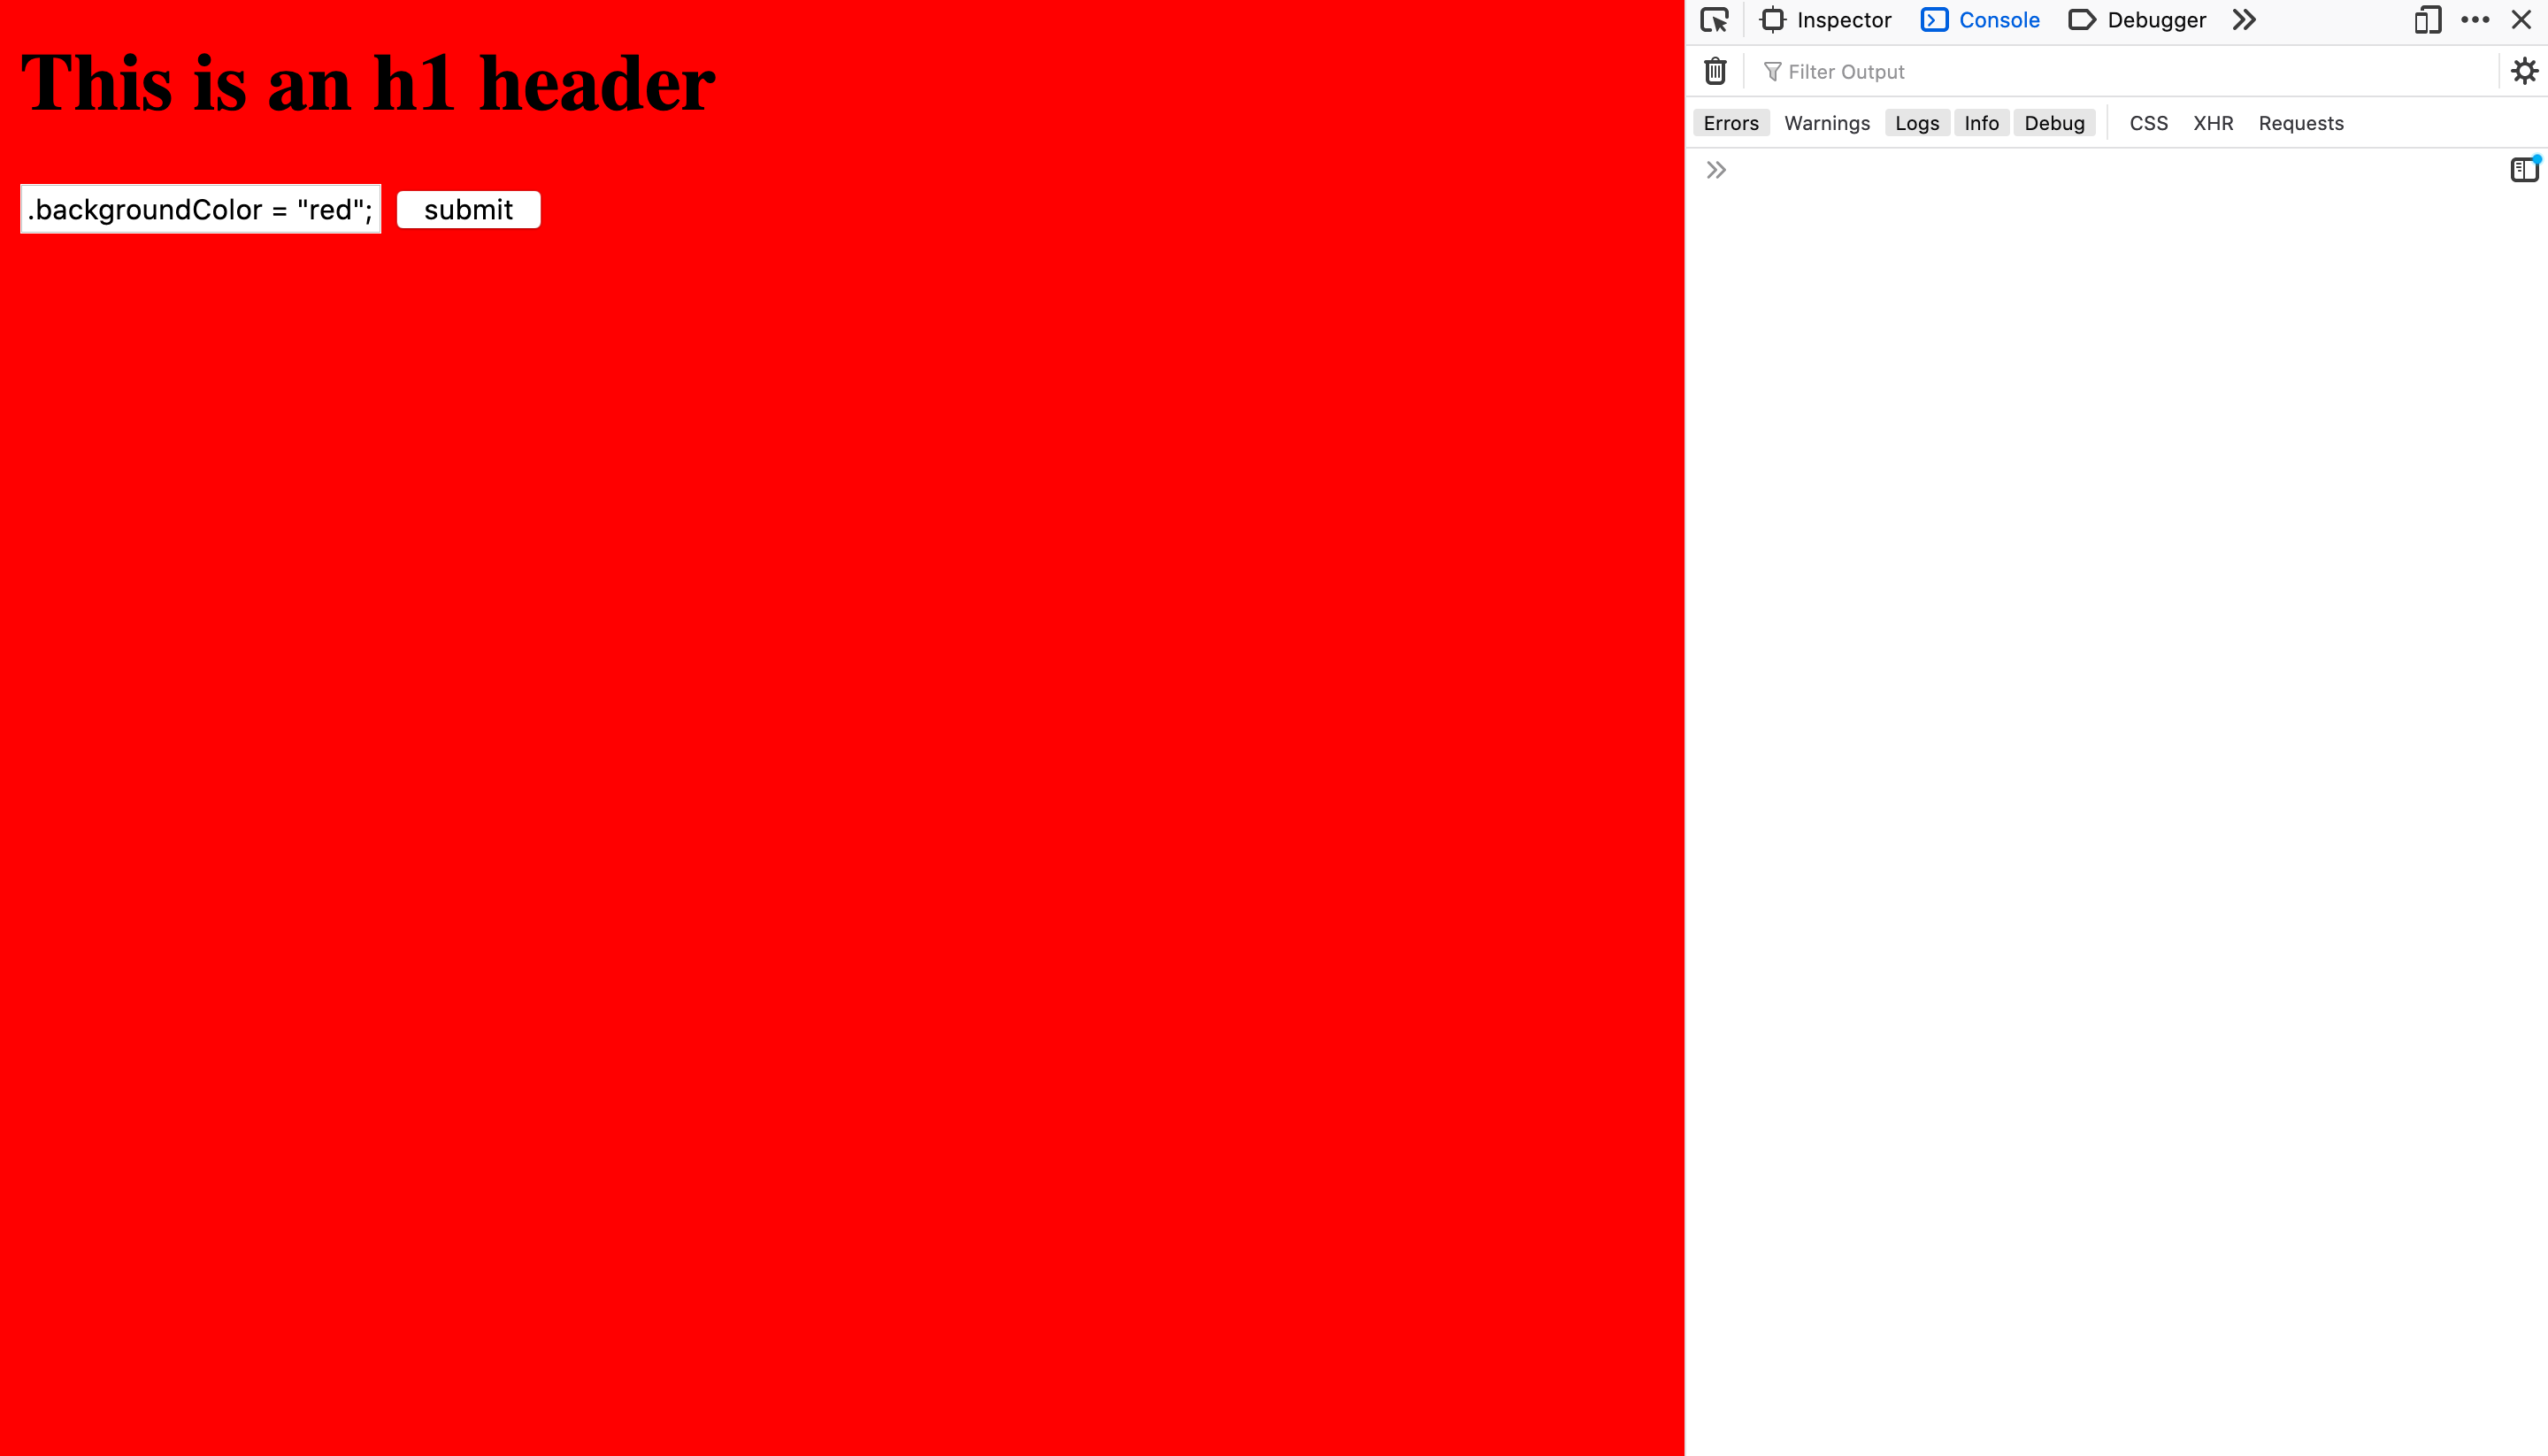 This is an h1 header
.backgroundColor = "red"; submit
Inspector Console Debugger
Filter Output
Errors Warnings Logs Info Debug CSS XHR Requests